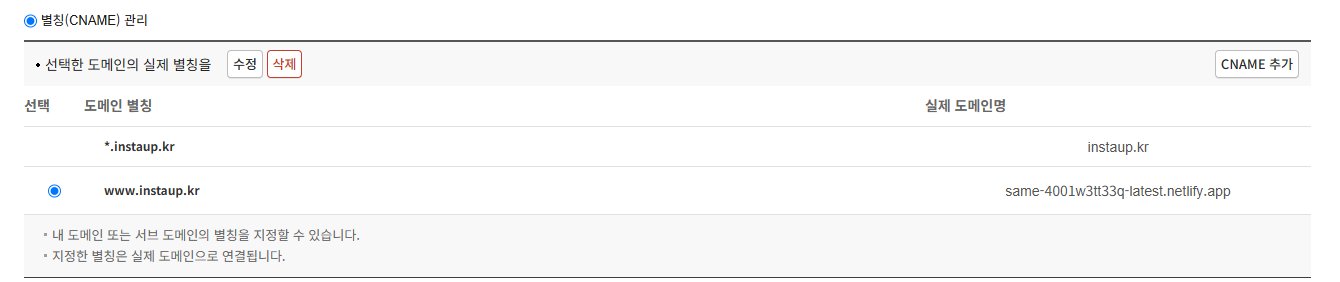 별칭(CNAME) 관리
• 선택한 도메인의 실제 별칭을 수정 삭제 CNAME 추가
선택 도메인 별칭 실제 도메인명
*.instaup.kr instaup.kr
www.instaup.kr same-4001w3tt33q-latest.netlify.app
내 도메인 또는 서브 도메인의 별칭을 지정할 수 있습니다.
지정한 별칭은 실제 도메인으로 연결됩니다.